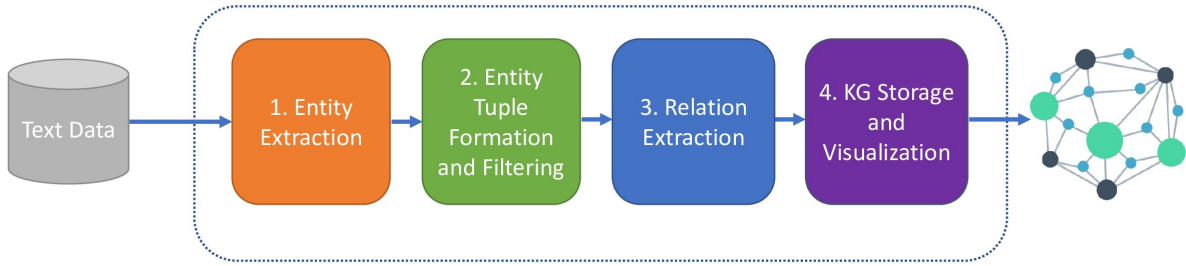 Text Data
1. Entity
Extraction
2. Entity
Tuple
Formation
and Filtering
3. Relation
Extraction
4. KG Storage
and
Visualization